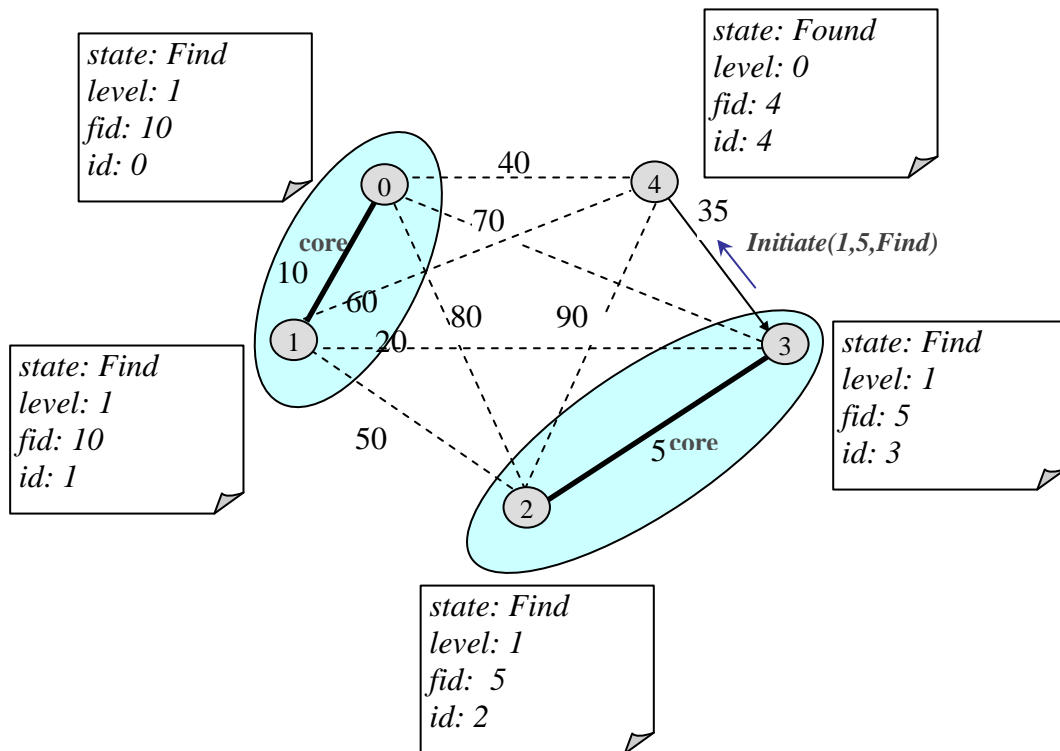 state: Find
level: 1
fid: 10
id: 0
state: Found
level: 0
fid: 4
id: 4
0
40
4
35
70
Initiate(1,5,Find)
core
10
60
80
90
1
20
3
state: Find
level: 1
fid: 10
id: 1
state: Find
level: 1
fid: 5
id: 3
50
5
core
2
state: Find
level: 1
fid:  5
id: 2